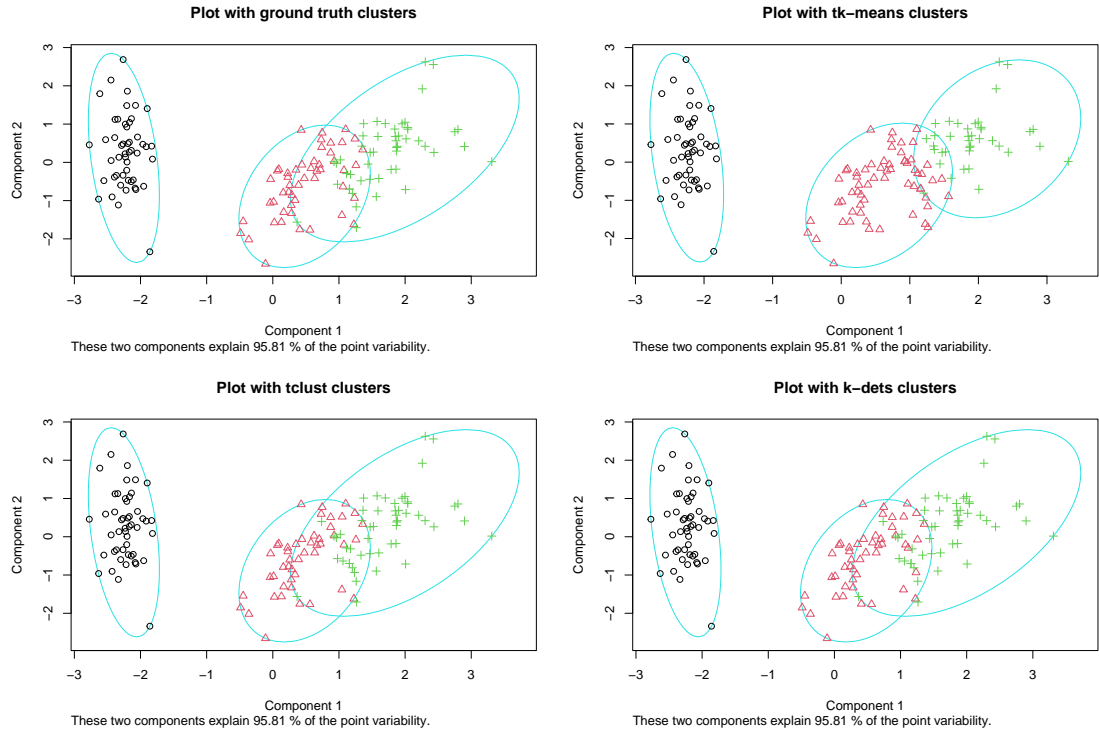 Plot with ground truth clusters
Component 2
3
2
1
0
−1
−2
−3 −2 −1 0 1 2 3
Component 1
These two components explain 95.81 % of the point variability.
Plot with tk−means clusters
Component 2
3
2
1
0
−1
−2
−3 −2 −1 0 1 2 3
Component 1
These two components explain 95.81 % of the point variability.
Plot with tclust clusters
Component 2
3
2
1
0
−1
−2
−3 −2 −1 0 1 2 3
Component 1
These two components explain 95.81 % of the point variability.
Plot with k−dets clusters
Component 2
3
2
1
0
−1
−2
−3 −2 −1 0 1 2 3
Component 1
These two components explain 95.81 % of the point variability.